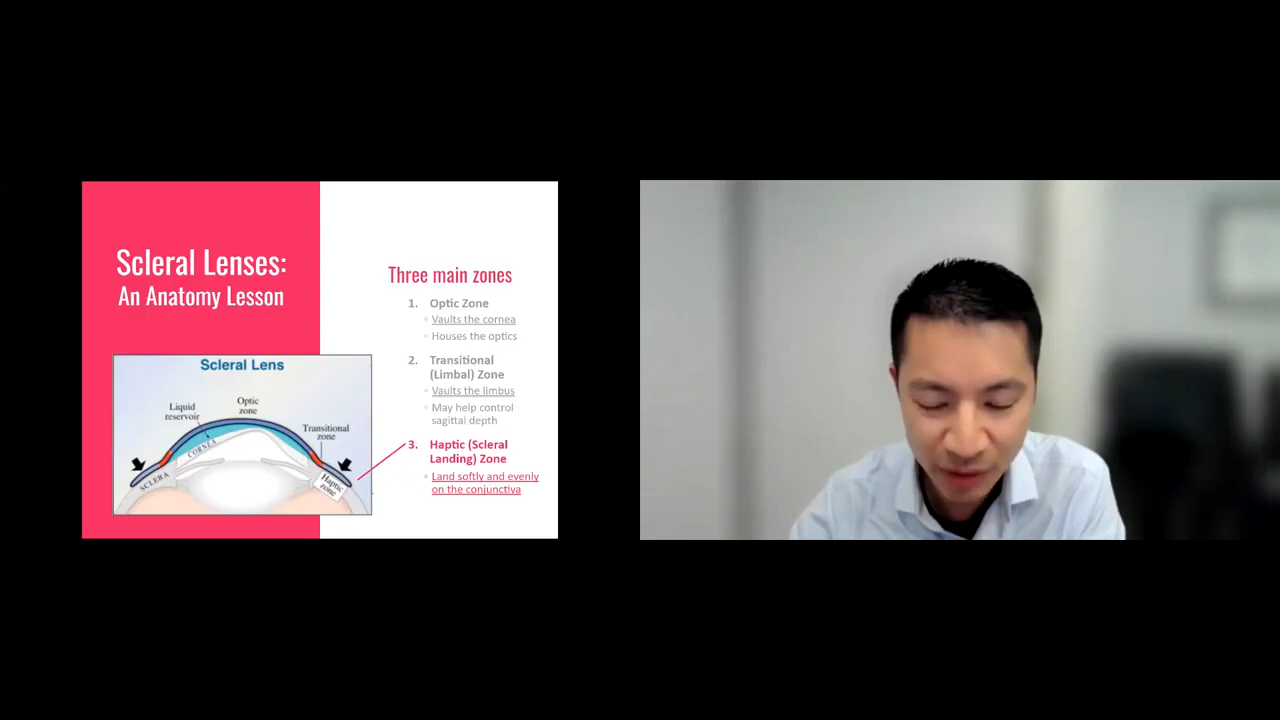 Scleral Lenses:
An Anatomy Lesson
Scleral Lens
Optic
zone
Liquid
reservoir
Transitional
zone
CORNEA
SCLERA
Haptic
zone
Three main zones
1. Optic Zone
◦ Vaults the cornea
◦ Houses the optics
2. Transitional
(Limbal) Zone
◦ Vaults the limbus
◦ May help control
sagittal depth
3. Haptic (Scleral
Landing) Zone
◦ Land softly and evenly
on the conjunctiva